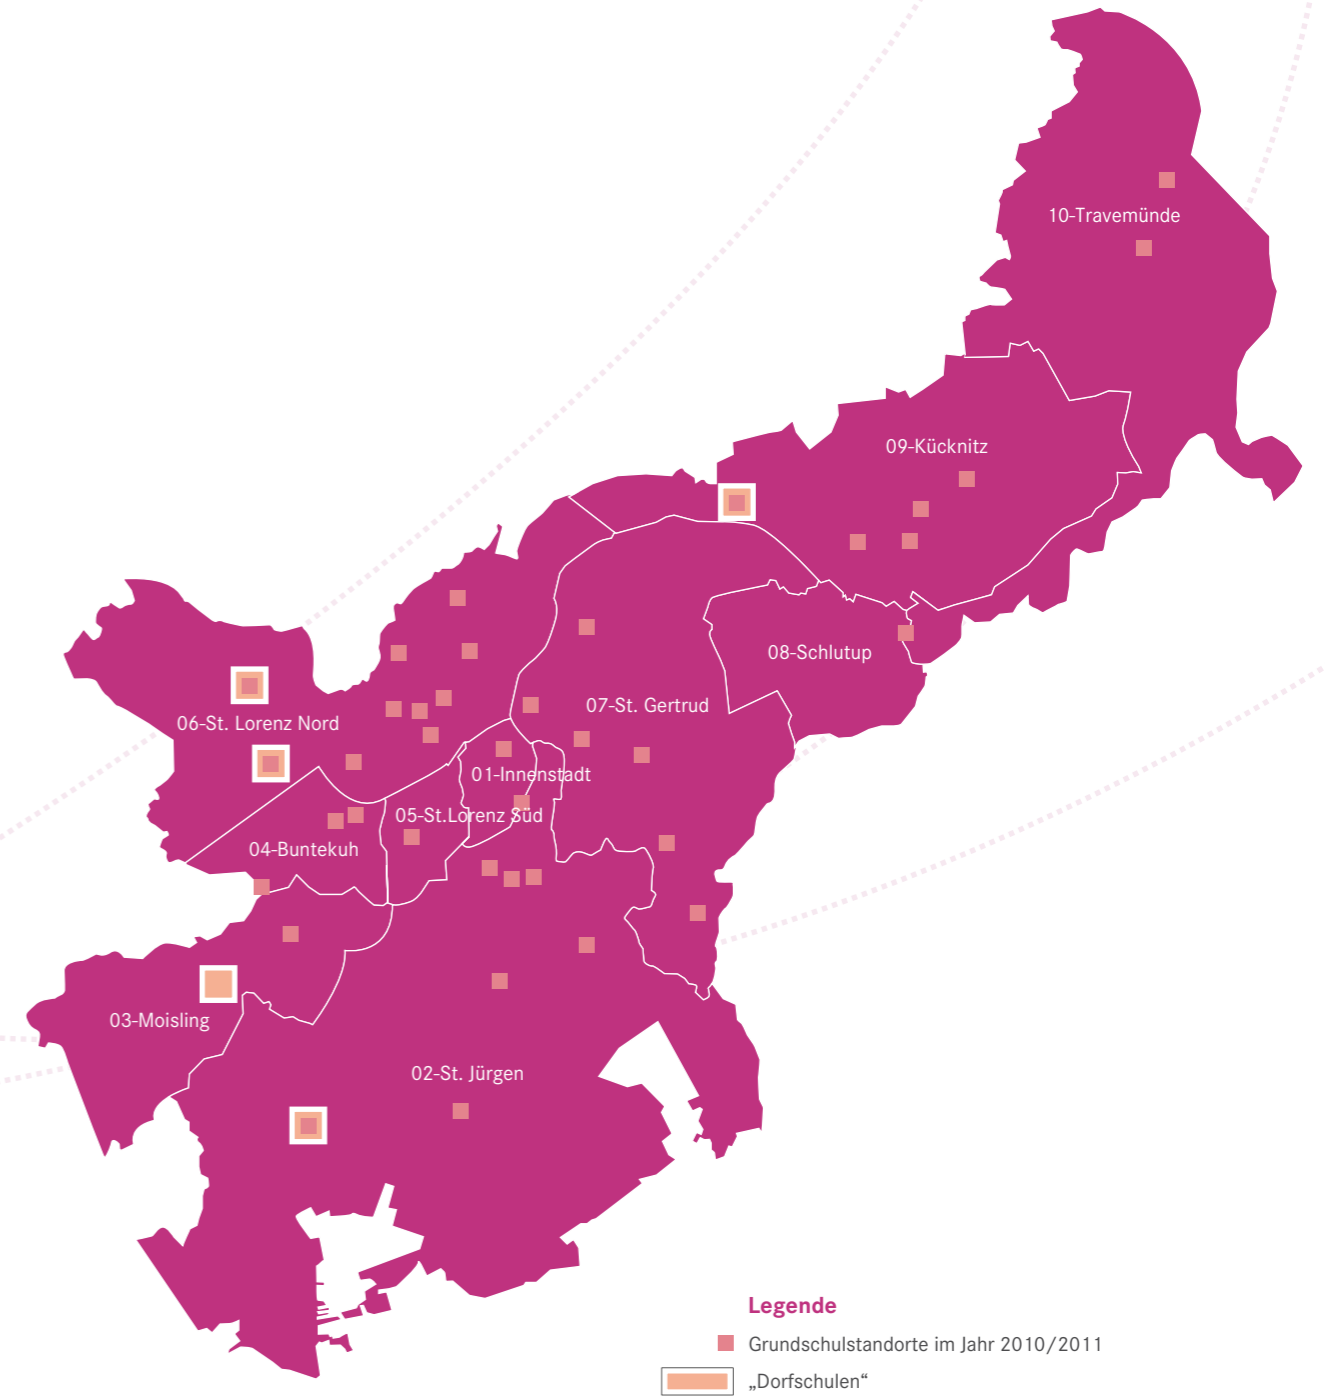 10-Travemünde
09-Kücknitz
08-Schlutup
07-St. Gertrud
06-St. Lorenz Nord
01-Innenstadt
05-St.Lorenz Süd
04-Buntekuh
03-Moisling
02-St. Jürgen
Legende
Grundschulstandorte im Jahr 2010/2011
„Dorfschulen“